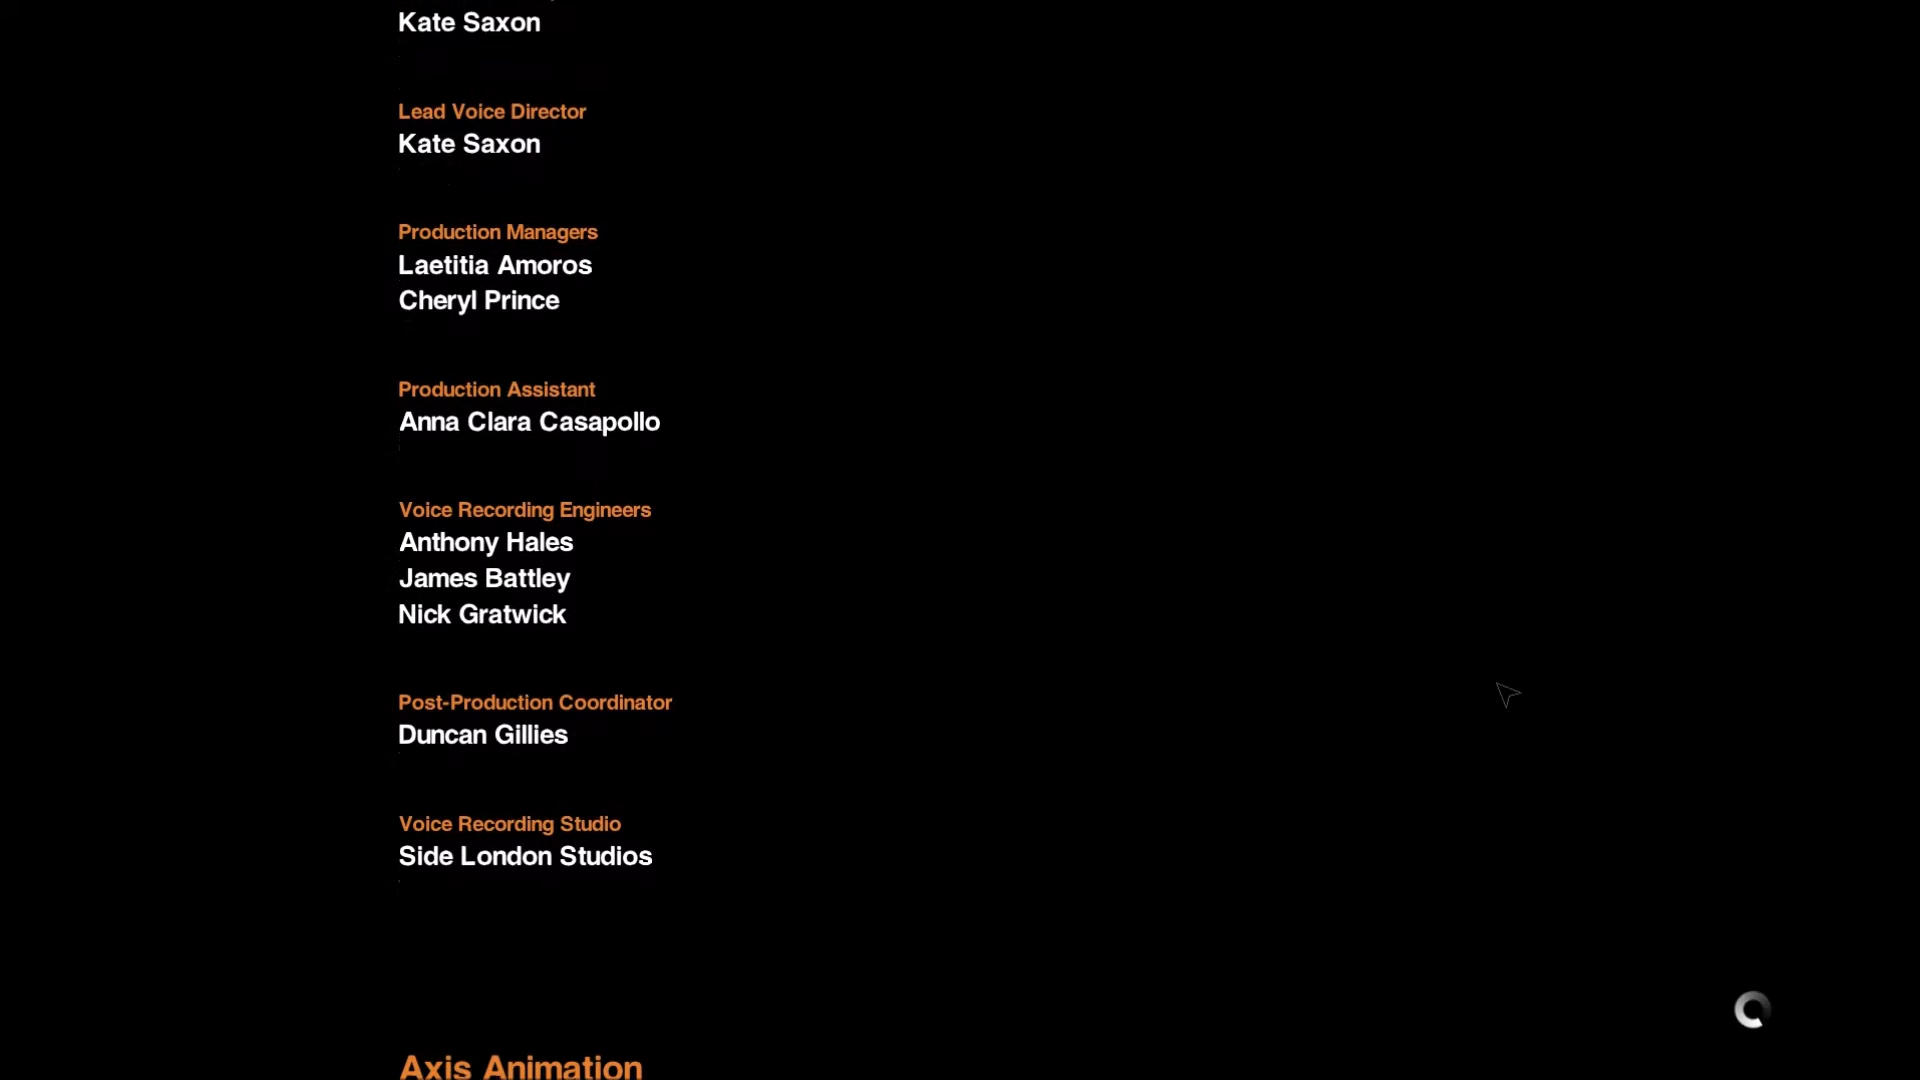 Kate Saxon
Lead Voice Director
Kate Saxon
Production Managers
Laetitia Amoros
Cheryl Prince
Production Assistant
Anna Clara Casapollo
Voice Recording Engineers
Anthony Hales
James Battley
Nick Gratwick
Post-Production Coordinator
Duncan Gillies
Voice Recording Studio
Side London Studios
Axis Animation